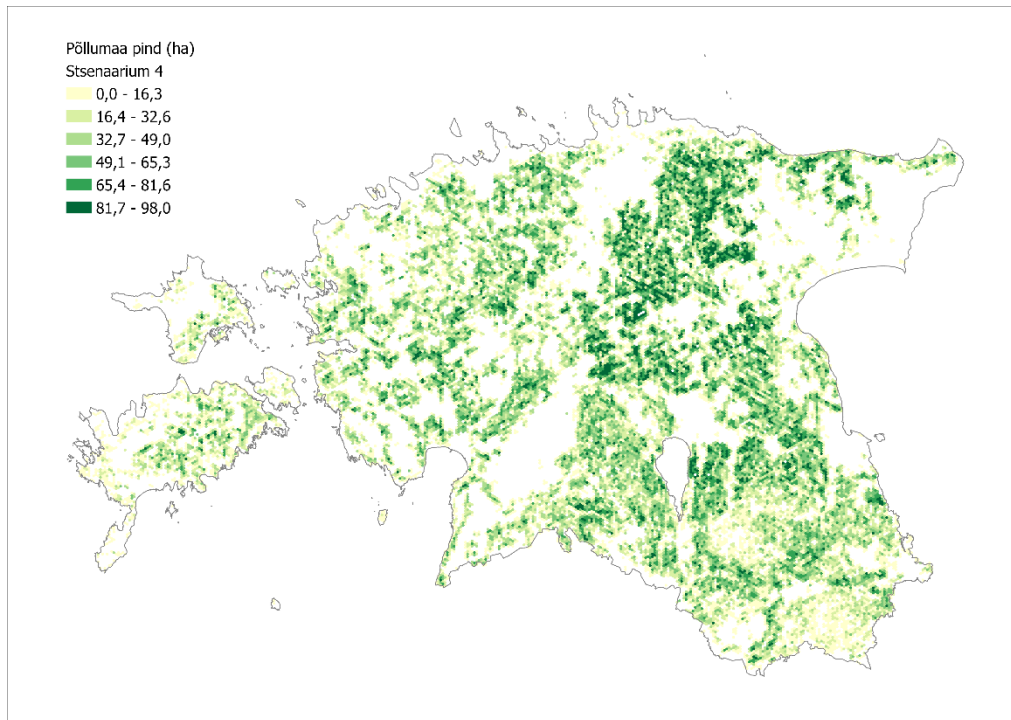 Põllumaa pind (ha)
Stsenaarium 4
0,0 - 16,3
16,4 - 32,6
32,7 - 49,0
49,1 - 65,3
65,4 - 81,6
81,7 - 98,0